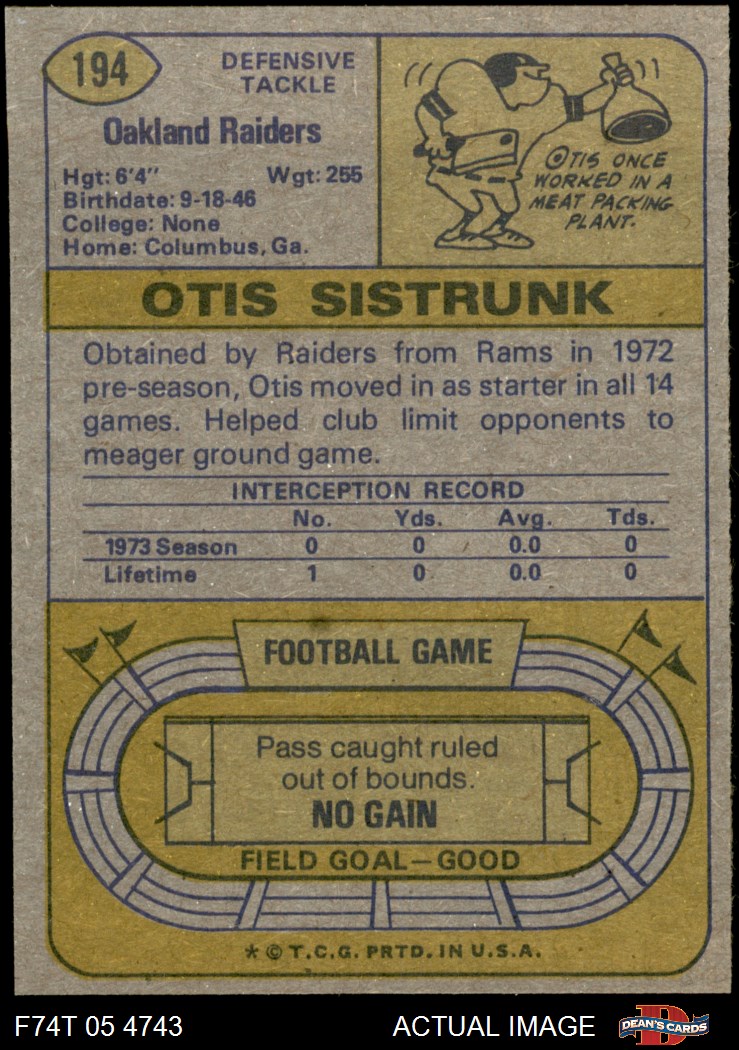 194
DEFENSIVE
TACKLE
Oakland Raiders
Hgt: 6'4" Wgt: 255
Birthdate: 9-18-46
College: None
Home: Columbus, Ga.
OTIS ONCE
WORKED IN A
MEAT PACKING
PLANT.
OTIS SISTRUNK
Obtained by Raiders from Rams in 1972
pre-season, Otis moved in as starter in all 14
games. Helped club limit opponents to
meager ground game.
INTERCEPTION RECORD
No. Yds. Avg. Tds.
1973 Season 0 0 0.0 0
Lifetime 1 0 0.0 0
FOOTBALL GAME
Pass caught ruled
out of bounds.
NO GAIN
FIELD GOAL—GOOD
* © T.C.G. PRTD. IN U.S.A.
F74T 05 4743 ACTUAL IMAGE
D
DEAN'S CARDS